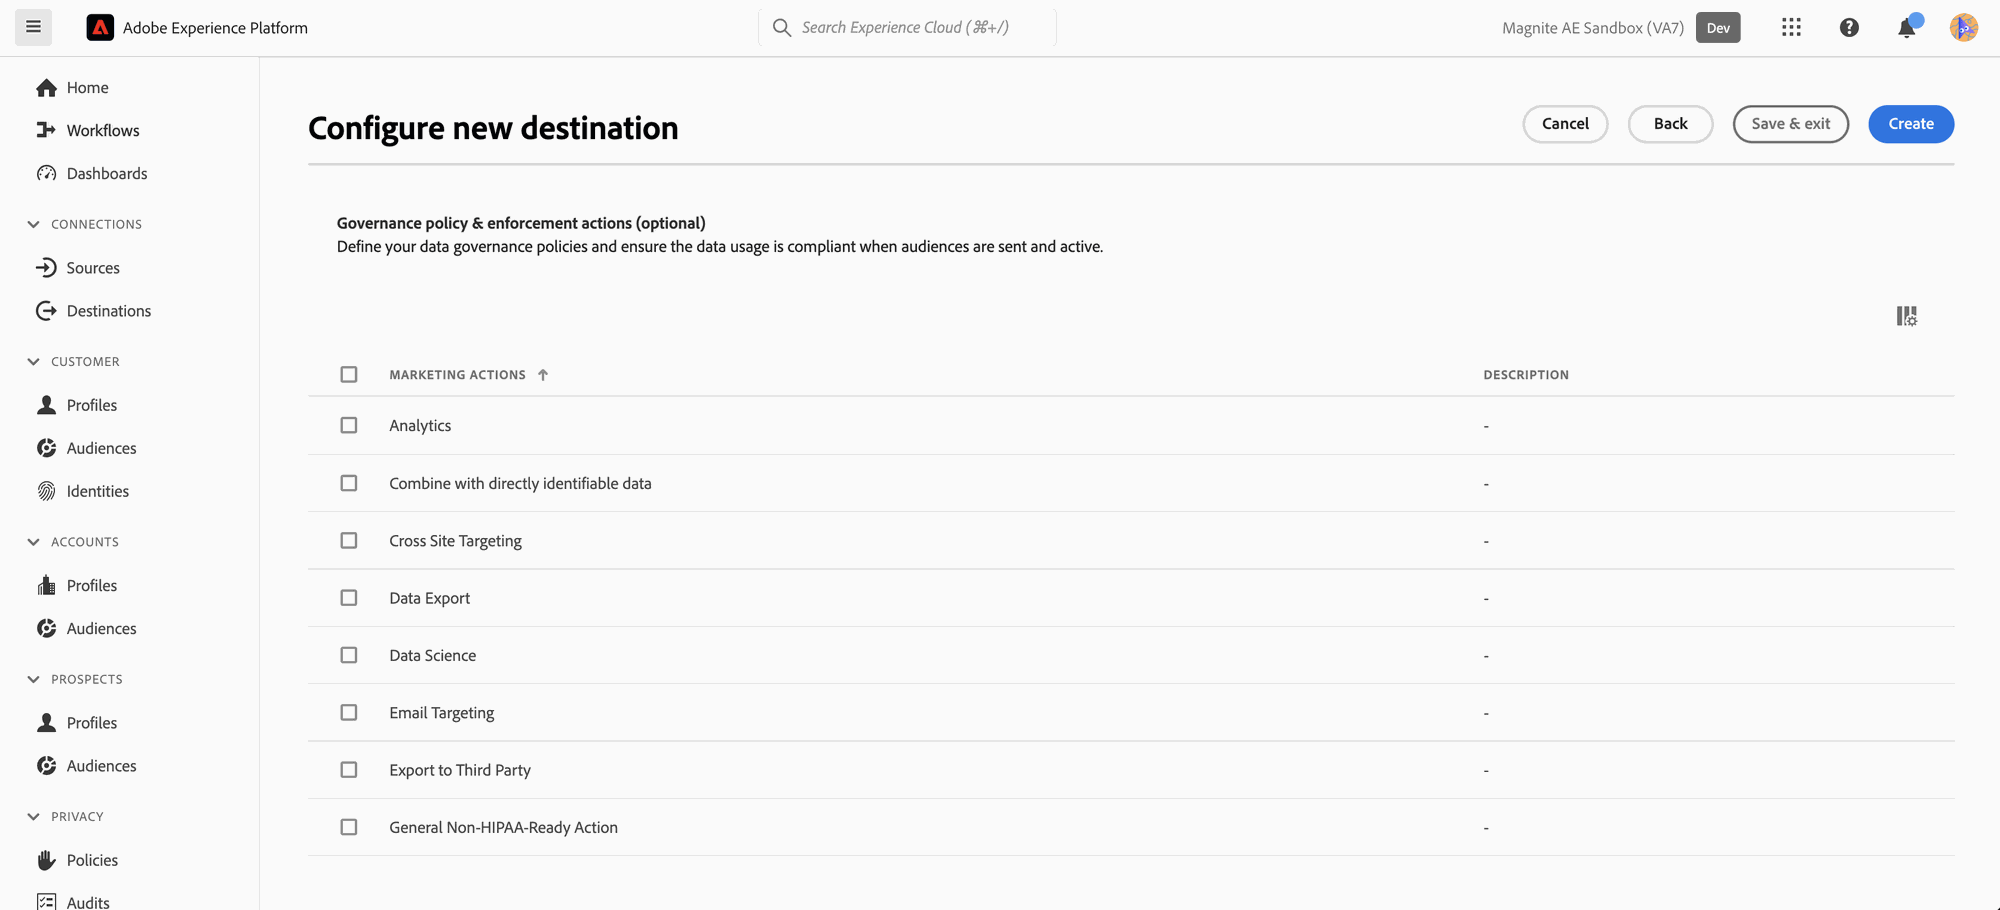 Adobe Experience Platform
Search Experience Cloud (⌘+/)
Magnite AE Sandbox (VA7)
Dev
Home
Workflows
Dashboards
CONNECTIONS
Sources
Destinations
CUSTOMER
Profiles
Audiences
Identities
ACCOUNTS
Profiles
Audiences
PROSPECTS
Profiles
Audiences
PRIVACY
Policies
Audits
Configure new destination
Cancel
Back
Save & exit
Create
Governance policy & enforcement actions (optional)
Define your data governance policies and ensure the data usage is compliant when audiences are sent and active.
MARKETING ACTIONS DESCRIPTION
Analytics -
Combine with directly identifiable data -
Cross Site Targeting -
Data Export -
Data Science -
Email Targeting -
Export to Third Party -
General Non-HIPAA-Ready Action -